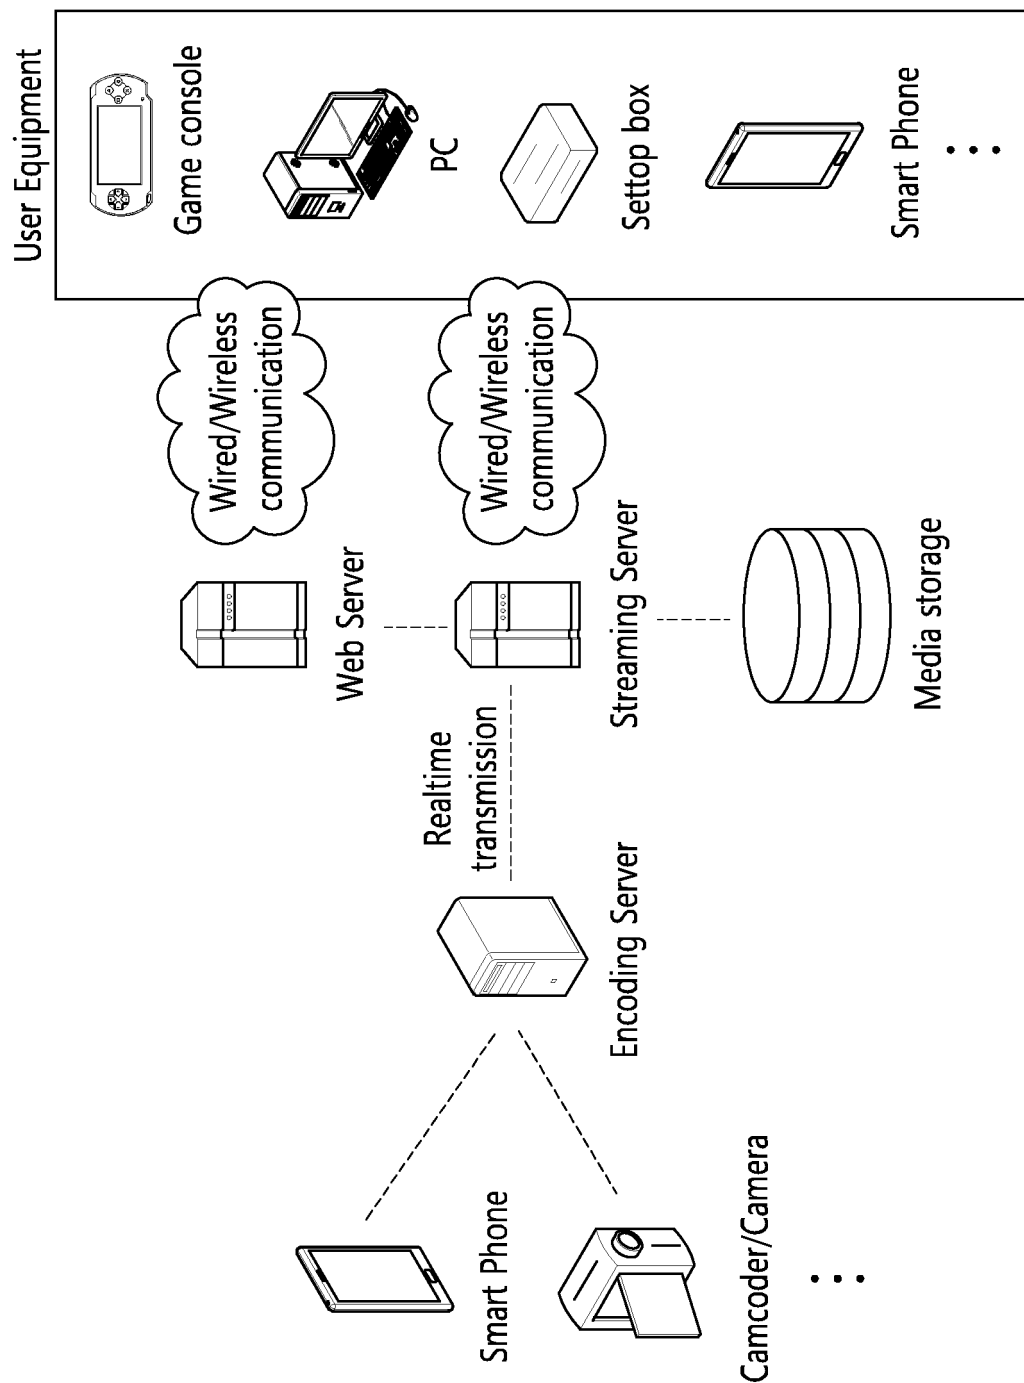 User Equipment
Game console
PC
Settop box
Smart Phone
Wired/Wireless
communication
Wired/Wireless
communication
Web Server
Streaming Server
Media storage
Realtime
transmission
Encoding Server
Smart Phone
Camcoder/Camera